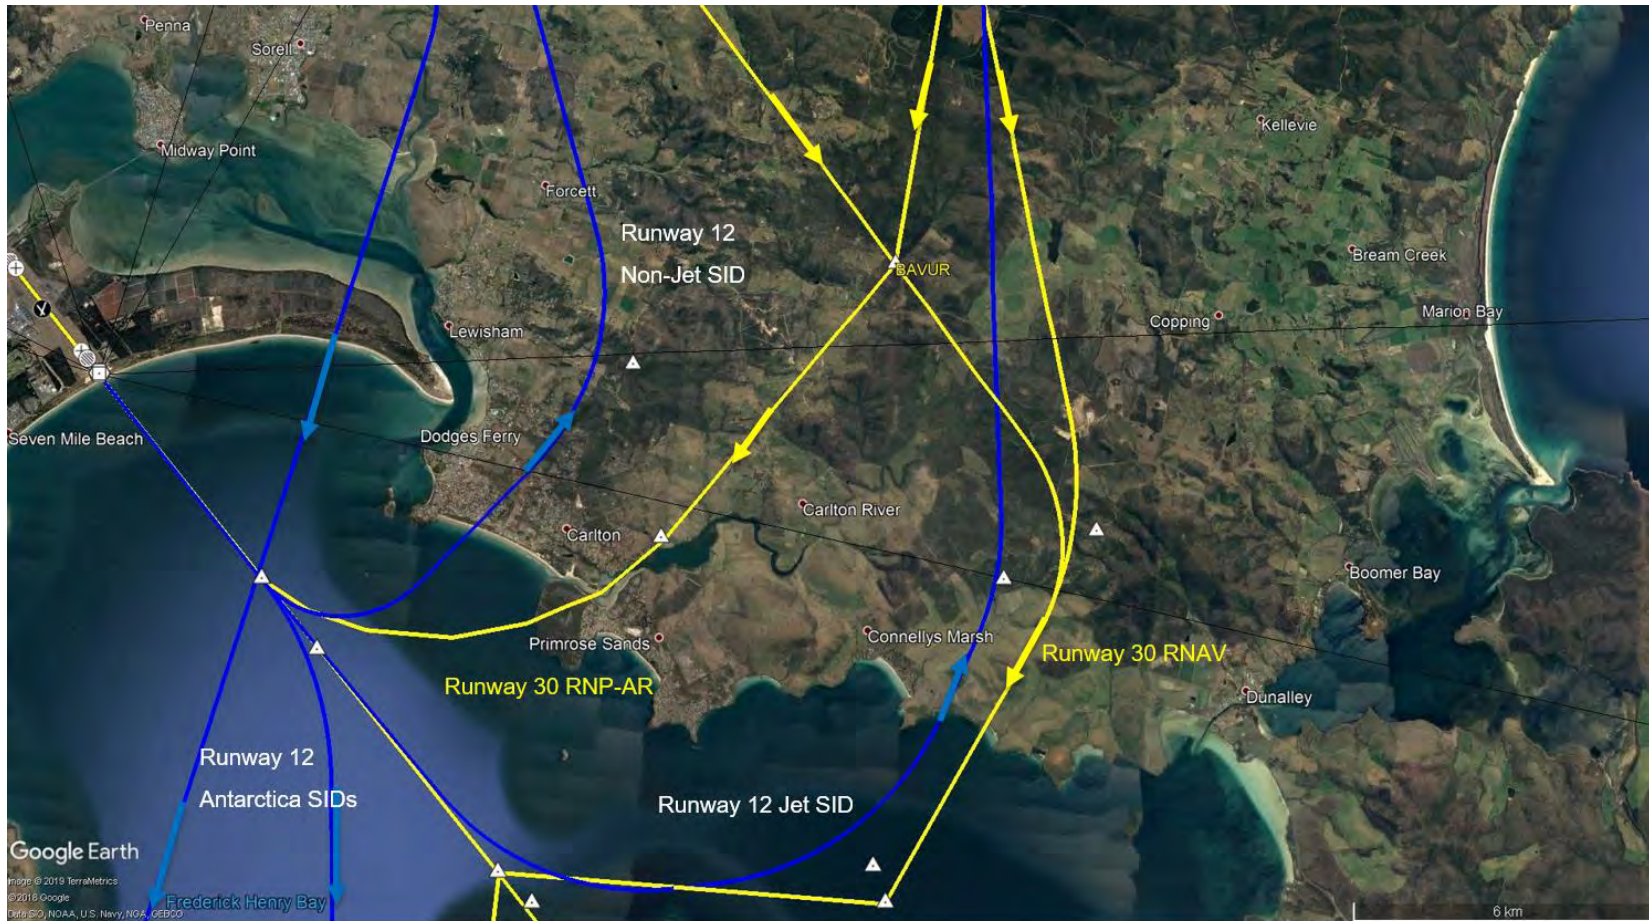 Penna
Sorell
Kellevie
Midway Point
Forcett
Runway 12
Non-Jet SID
Bream Creek
BAVUR
Marion Bay
Copping
Lewisham
Seven Mile Beach
Dodges Ferry
Carlton River
Carlton
Boomer Bay
Connellys Marsh
Primrose Sands
Runway 30 RNAV
Runway 30 RNP-AR
Dunalley
Runway 12
Antarctica SIDs
Runway 12 Jet SID
Google Earth
Image © 2019 TerraMetrics
© 2018 Google
Frederick Henry Bay
Data SIO, NOAA, U.S. Navy, NGA, GEBCO
6 km